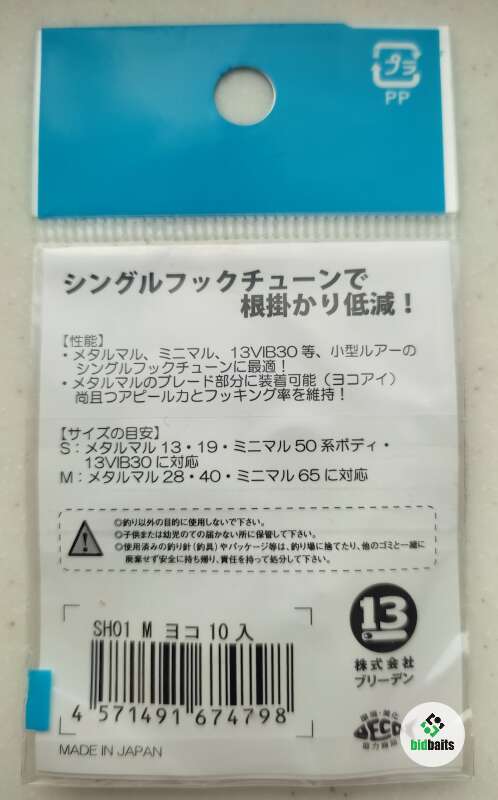 プラ
PP
シングルフックチューンで
根掛かり低減！
【性能】
・メタルマル、ミニマル、13VIB30等、小型ルアーの
シングルフックチューンに最適！
・メタルマルのブレード部分に装着可能（ヨコアイ）
尚且つアピール力とフッキング率を維持！
【サイズの目安】
S：メタルマル13・19・ミニマル50系ボディ・
13VIB30に対応
M：メタルマル28・40・ミニマル65に対応
◎釣り以外の目的に使用しないで下さい。
◎子供または幼児のての届かない所に保管して下さい。
◎使用済みの釣り針（釣具）やパッケージ等は、釣り場に捨てたり、他のゴミと一緒に
廃棄せず安全に持ち帰り、責任を持って処分して下さい。
SH01 M ヨコ 10入
4 571491 674798
MADE IN JAPAN
13
株式会社
ブリーデン
環境・美化
bidbaits